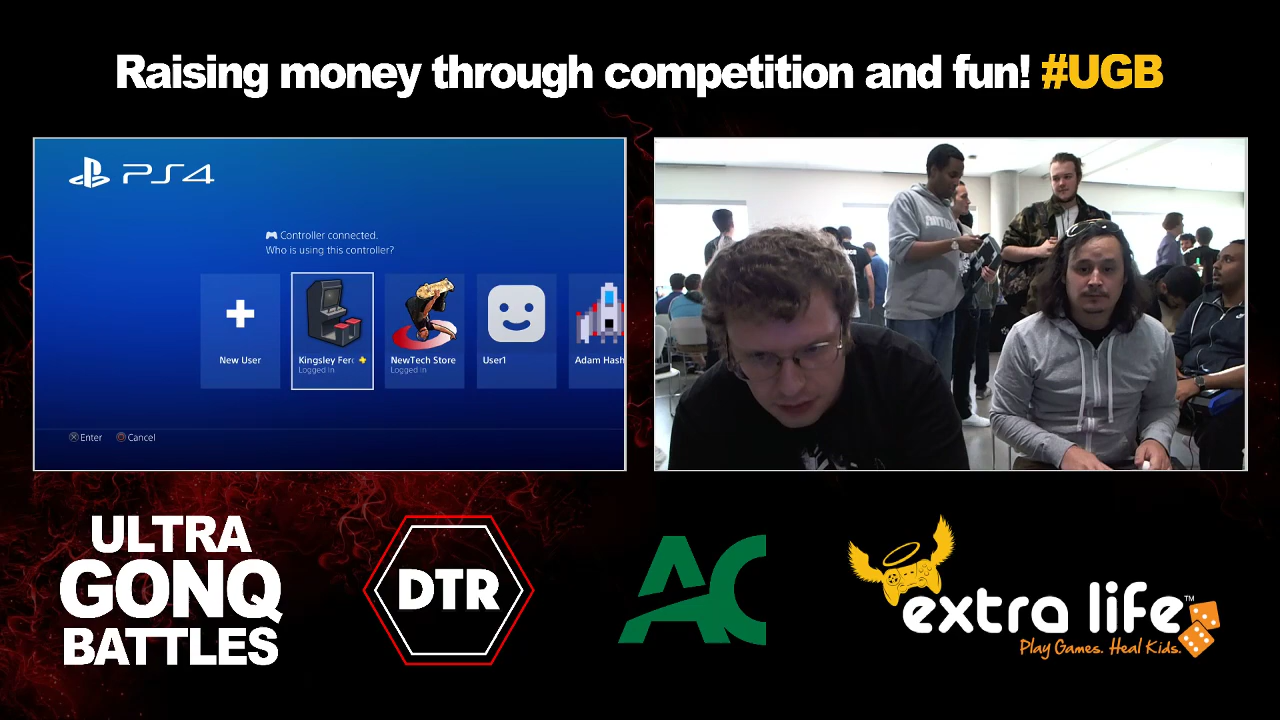 Raising money through competition and fun! #UGB
PS4
Controller connected.
Who is using this controller?
New User
Kingsley Fer
Logged In
NewTech Store
Logged In
User1
Adam Hash
Enter
Cancel
ULTRA
GONQ
BATTLES
DTR
AC
extra life™
Play Games. Heal Kids.